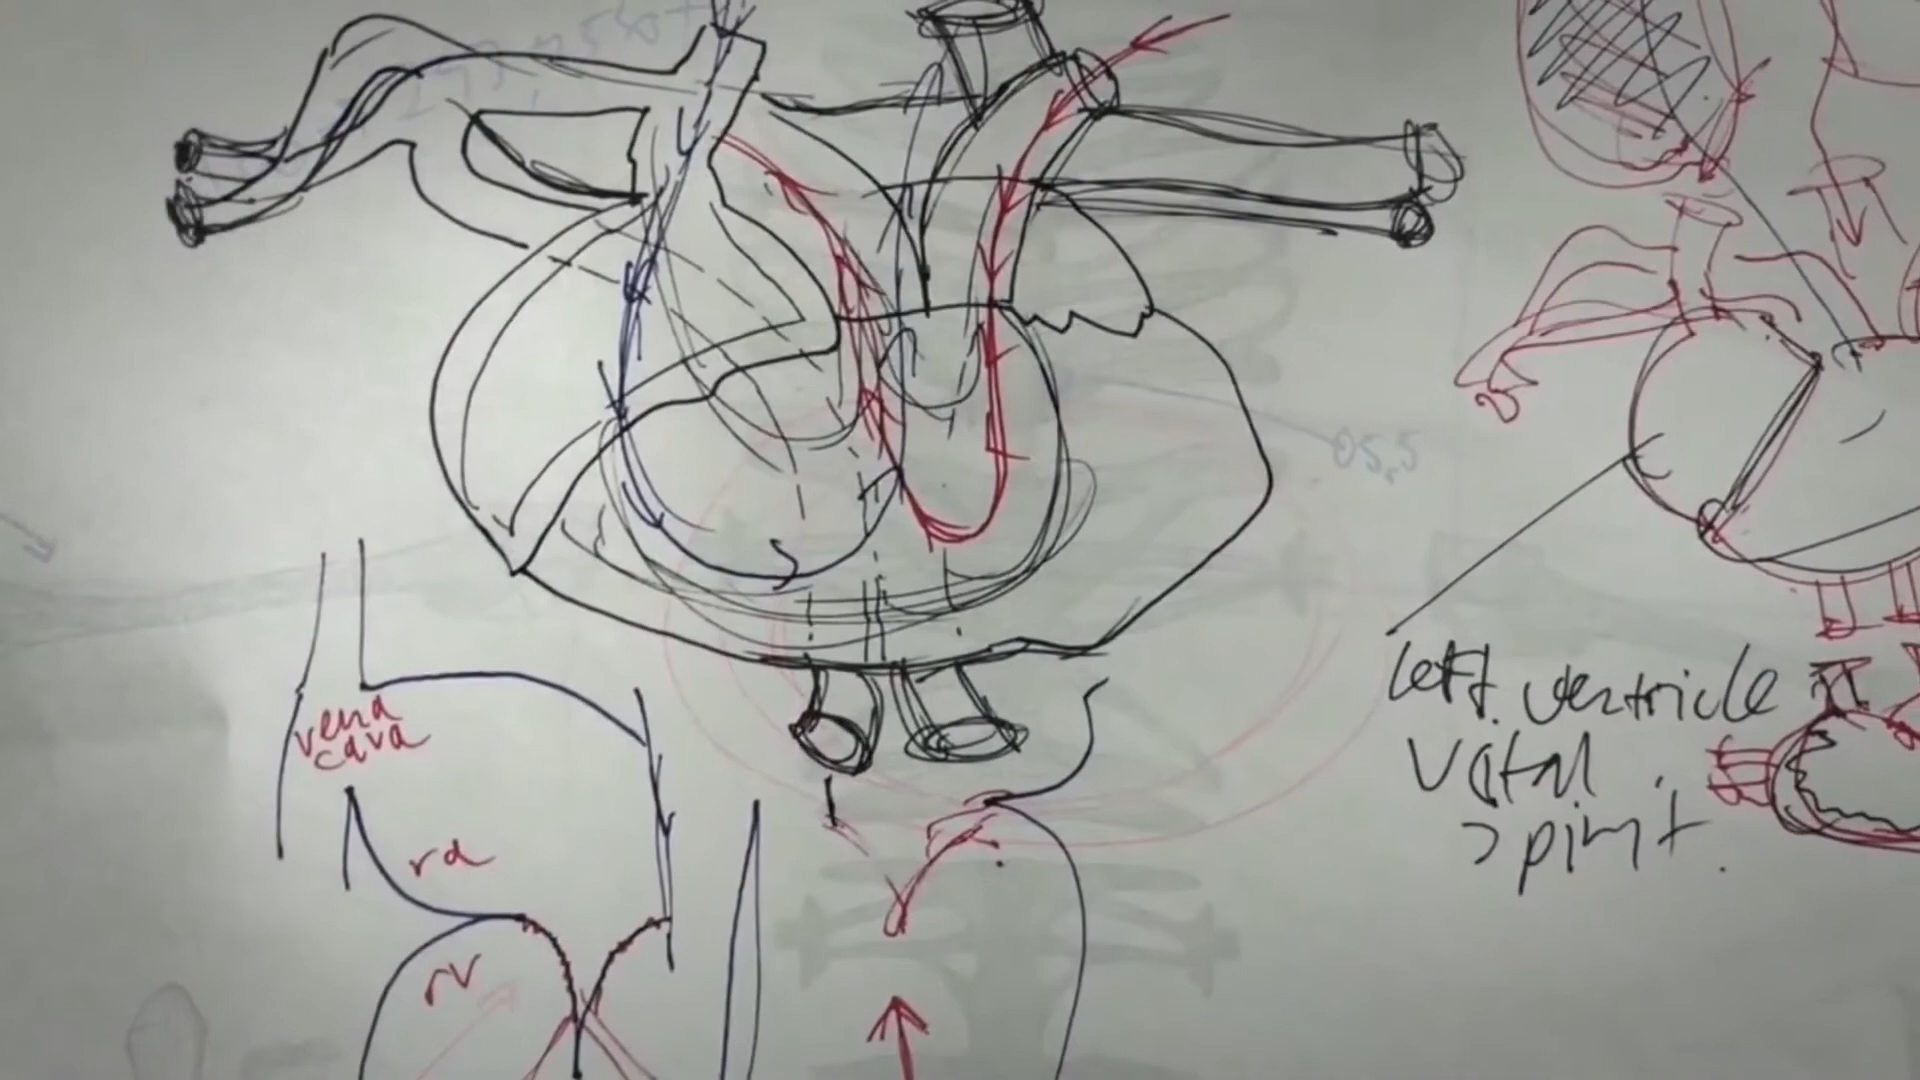 vena
cava
ra
rv
left ventricle
vital
spirit.